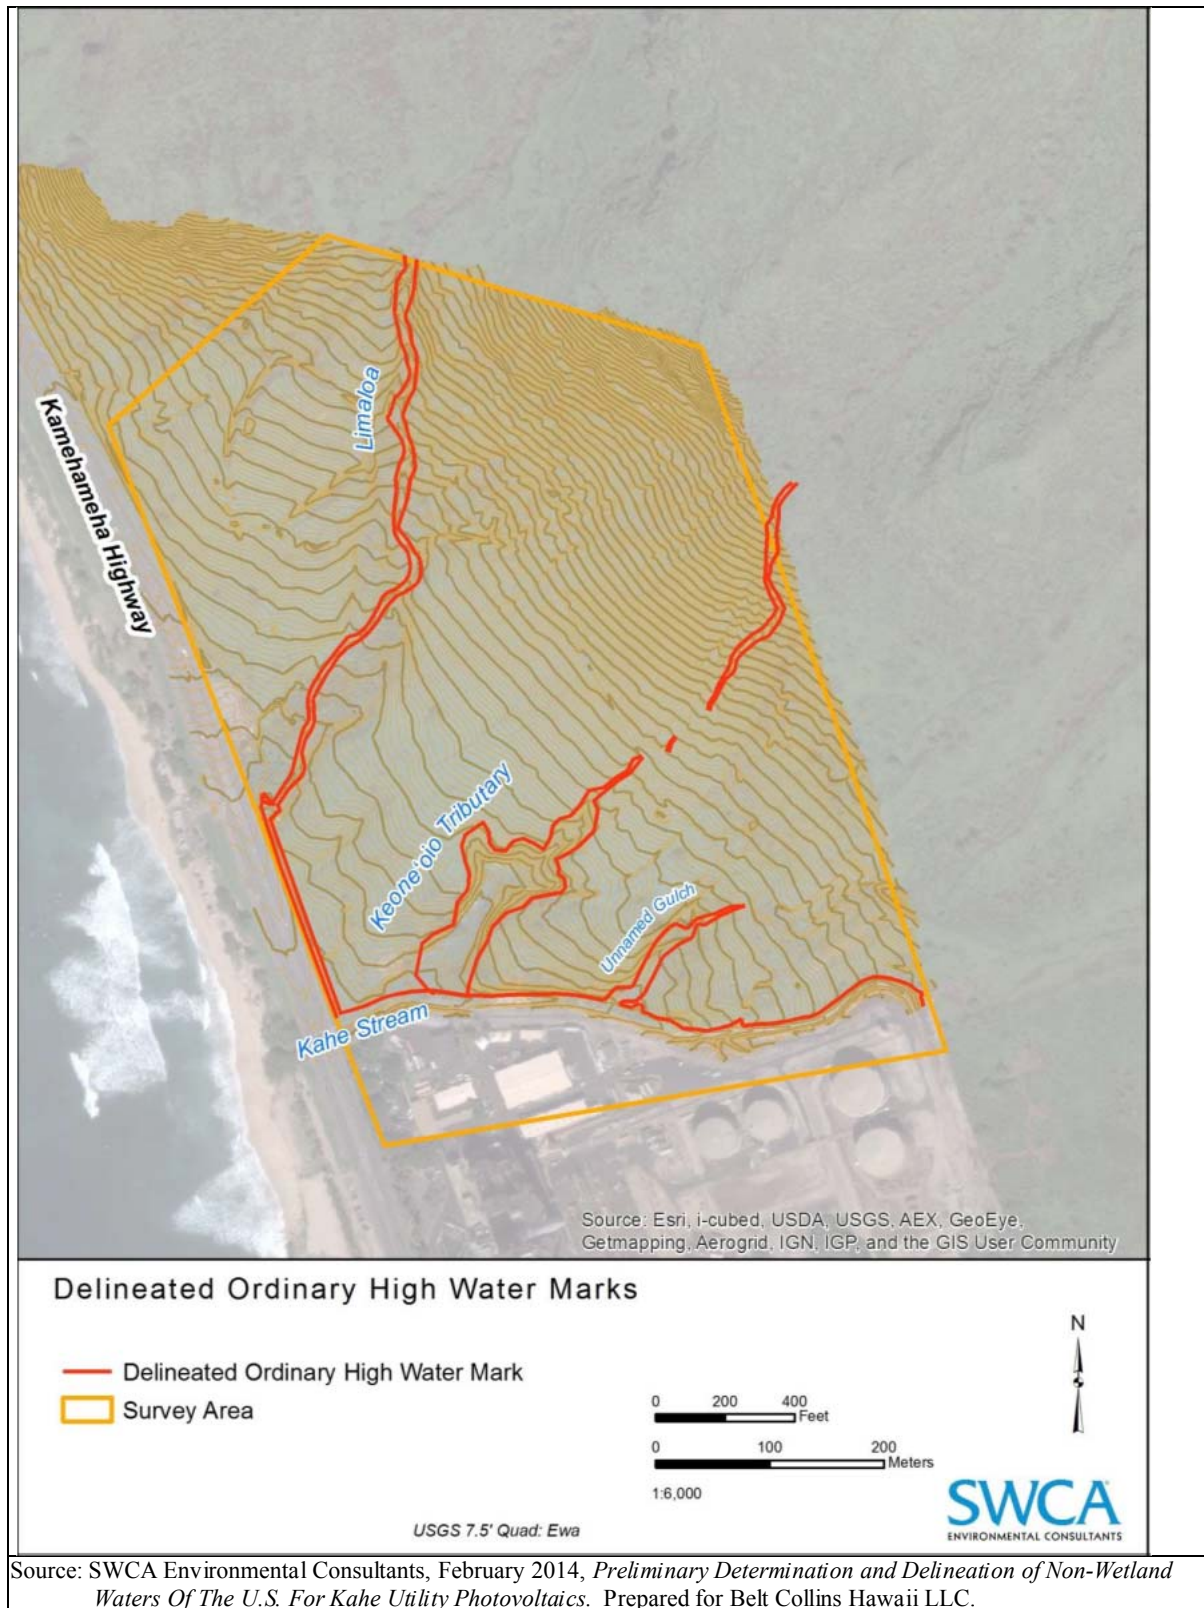 Limaloa
Kamehameha Highway
Keone'oio Tributary
Unnamed Gulch
Kahe Stream
Source: Esri, i-cubed, USDA, USGS, AEX, GeoEye,
Getmapping, Aerogrid, IGN, IGP, and the GIS User Community
Delineated Ordinary High Water Marks
Delineated Ordinary High Water Mark
Survey Area
0 200 400
Feet
0 100 200
Meters
1:6,000
N
USGS 7.5' Quad: Ewa
SWCA
ENVIRONMENTAL CONSULTANTS
Source: SWCA Environmental Consultants, February 2014, Preliminary Determination and Delineation of Non-Wetland
Waters Of The U.S. For Kahe Utility Photovoltaics. Prepared for Belt Collins Hawaii LLC.